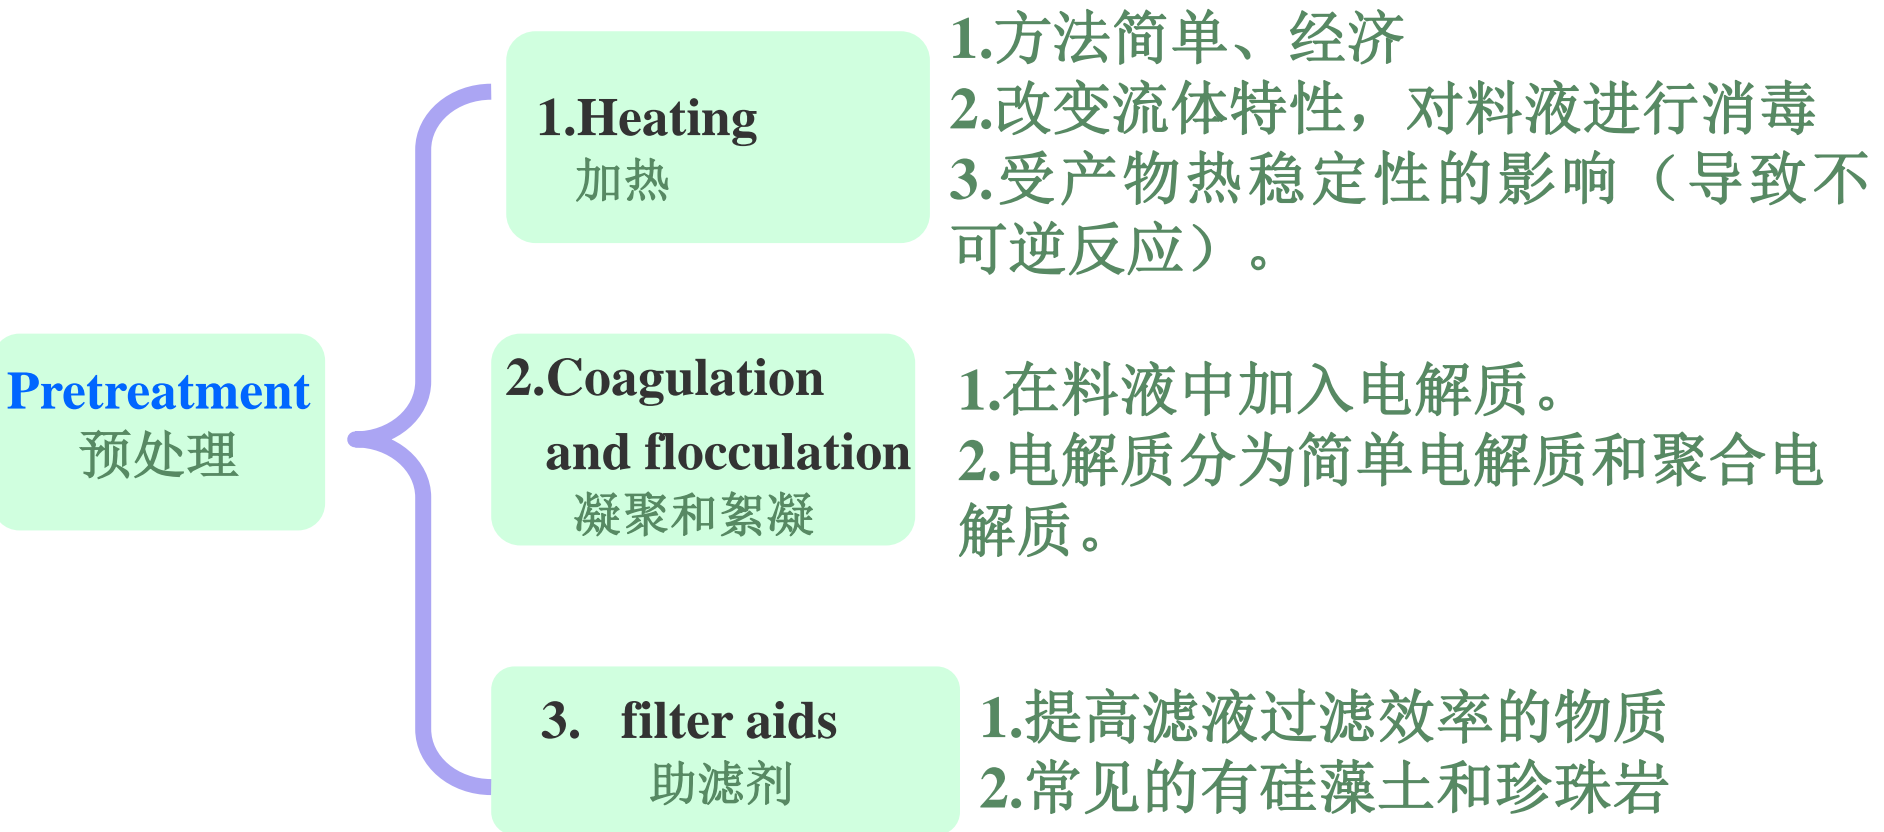 Pretreatment
预处理
1.Heating
加热
1.方法简单、经济
2.改变流体特性，对料液进行消毒
3.受产物热稳定性的影响（导致不
可逆反应）。
2.Coagulation
and flocculation
凝聚和絮凝
1.在料液中加入电解质。
2.电解质分为简单电解质和聚合电
解质。
3. filter aids
助滤剂
1.提高滤液过滤效率的物质
2.常见的有硅藻土和珍珠岩